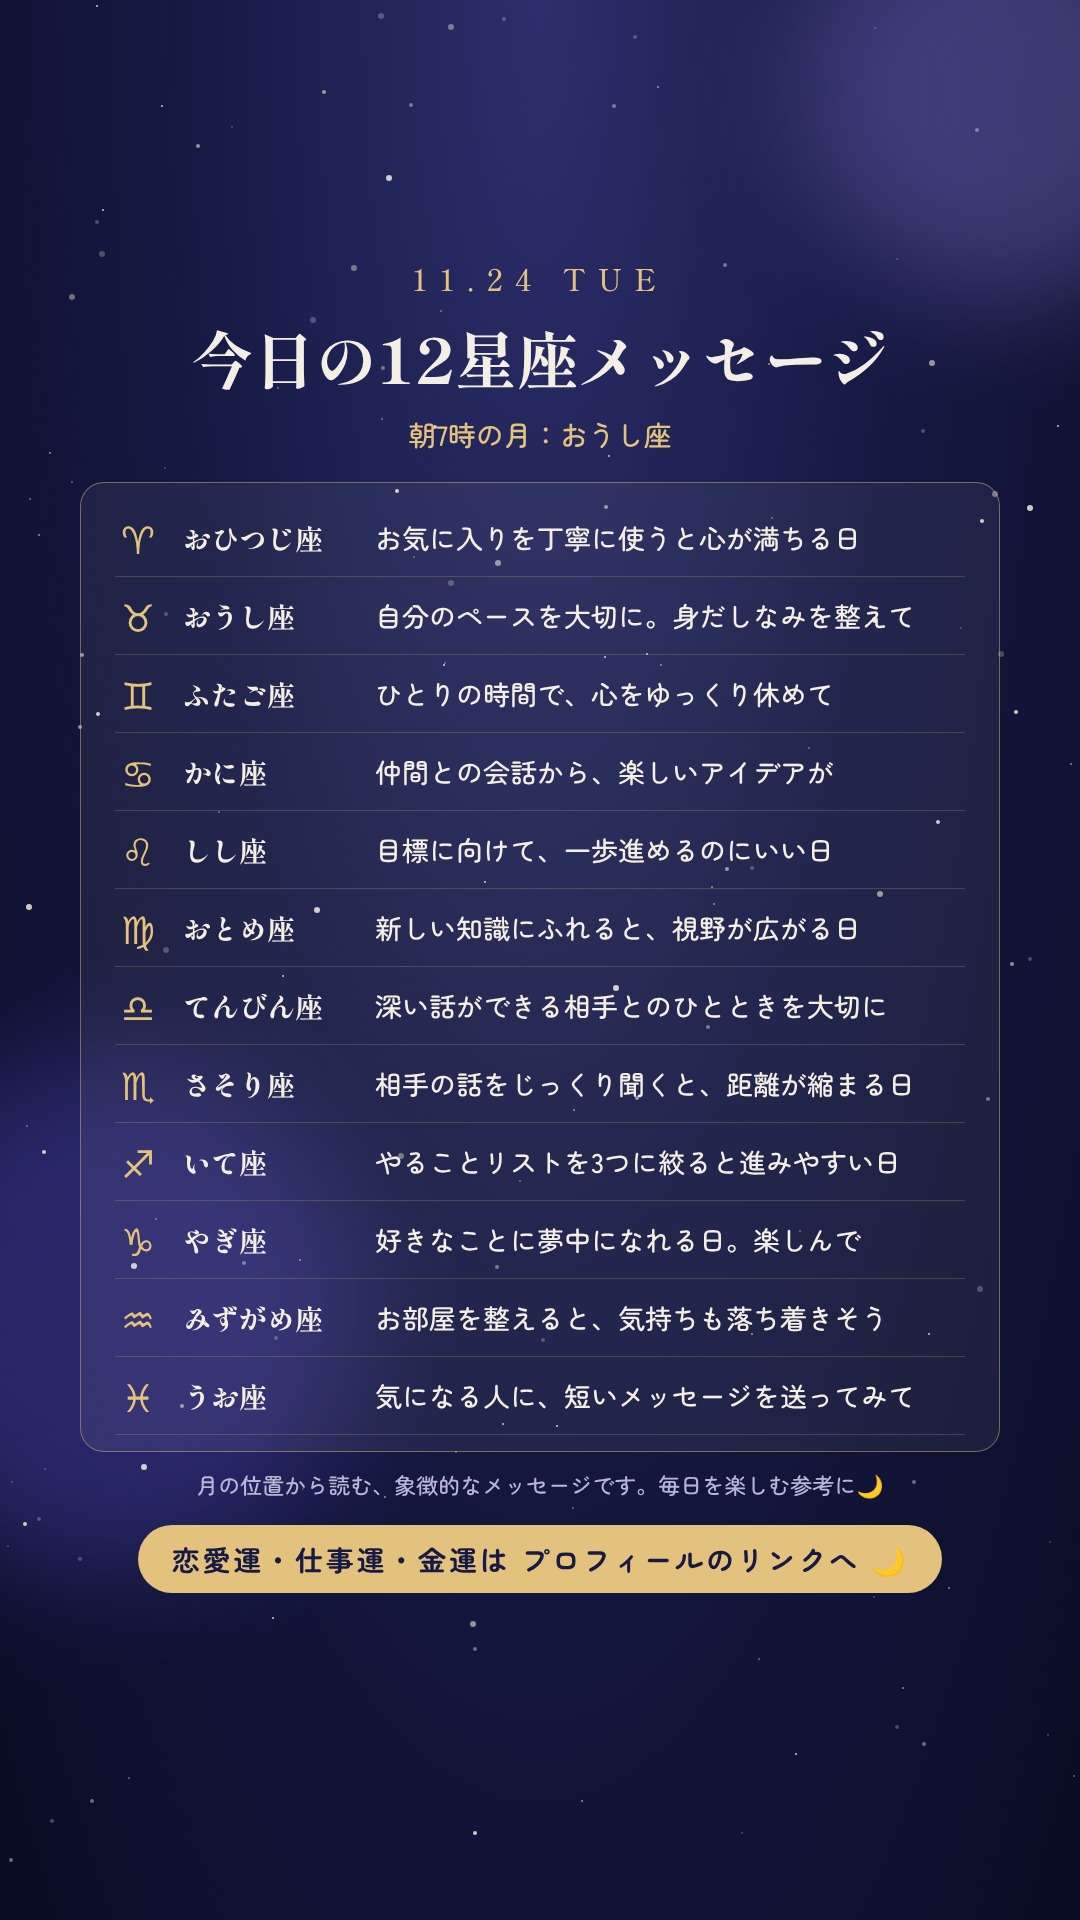 11.24 TUE
今日の12星座メッセージ
朝7時の月：おうし座
♈ おひつじ座 お気に入りを丁寧に使うと心が満ちる日
♉ おうし座 自分のペースを大切に。身だしなみを整えて
♊ ふたご座 ひとりの時間で、心をゆっくり休めて
♋ かに座 仲間との会話から、楽しいアイデアが
♌ しし座 目標に向けて、一歩進めるのにいい日
♍ おとめ座 新しい知識にふれると、視野が広がる日
♎ てんびん座 深い話ができる相手とのひとときを大切に
♏ さそり座 相手の話をじっくり聞くと、距離が縮まる日
♐ いて座 やることリストを3つに絞ると進みやすい日
♑ やぎ座 好きなことに夢中になれる日。楽しんで
♒ みずがめ座 お部屋を整えると、気持ちも落ち着きそう
♓ うお座 気になる人に、短いメッセージを送ってみて
月の位置から読む、象徴的なメッセージです。毎日を楽しむ参考に🌙
恋愛運・仕事運・金運は プロフィールのリンクへ 🌙